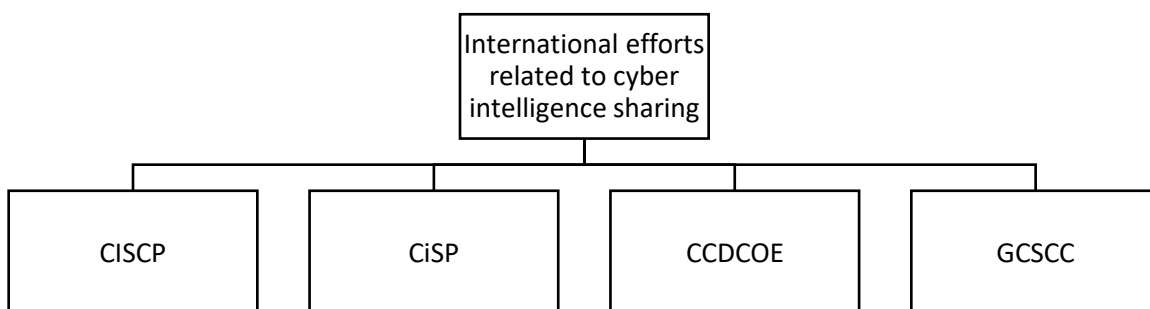 International efforts
related to cyber
intelligence sharing
CISCP
CiSP
CCDCOE
GCSCC